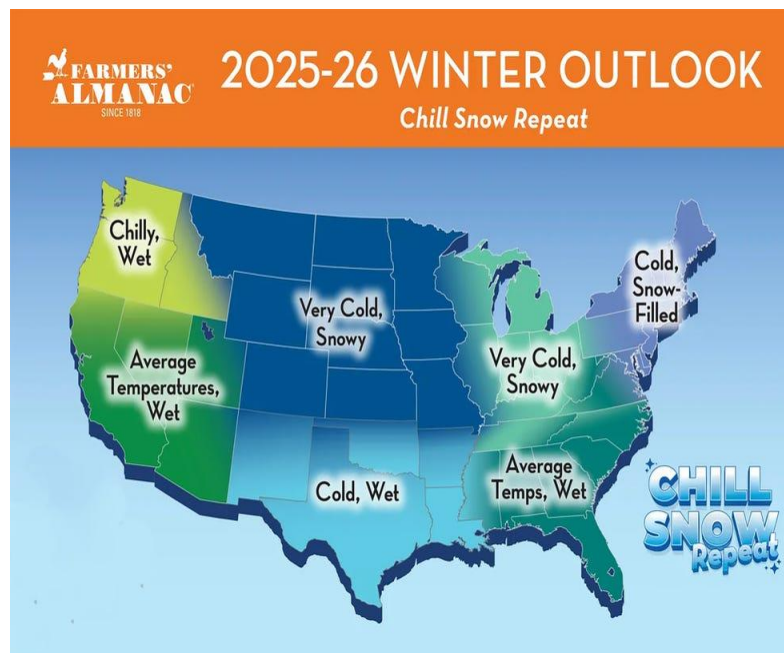 FARMERS'
ALMANAC
SINCE 1818
2025-26 WINTER OUTLOOK
Chill Snow Repeat
Chilly,
Wet
Very Cold,
Snowy
Cold,
Snow-
Filled
Average
Temperatures,
Wet
Very Cold,
Snowy
Cold, Wet
Average
Temps, Wet
CHILL
SNOW
Repeat